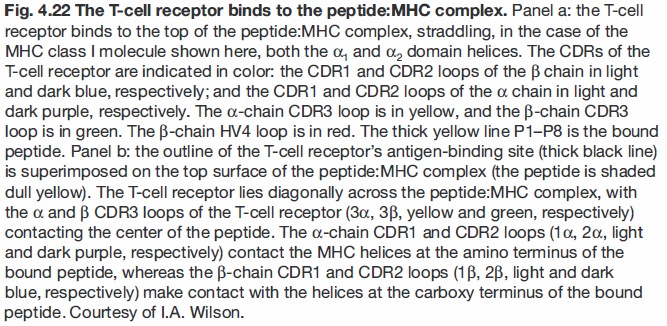 Fig. 4.22 The T-cell receptor binds to the peptide:MHC complex. Panel a: the T-cell
receptor binds to the top of the peptide:MHC complex, straddling, in the case of the
MHC class I molecule shown here, both the α₁ and α₂ domain helices. The CDRs of the
T-cell receptor are indicated in color: the CDR1 and CDR2 loops of the β chain in light
and dark blue, respectively; and the CDR1 and CDR2 loops of the α chain in light and
dark purple, respectively. The α-chain CDR3 loop is in yellow, and the β-chain CDR3
loop is in green. The β-chain HV4 loop is in red. The thick yellow line P1–P8 is the bound
peptide. Panel b: the outline of the T-cell receptor's antigen-binding site (thick black line)
is superimposed on the top surface of the peptide:MHC complex (the peptide is shaded
dull yellow). The T-cell receptor lies diagonally across the peptide:MHC complex, with
the α and β CDR3 loops of the T-cell receptor (3α, 3β, yellow and green, respectively)
contacting the center of the peptide. The α-chain CDR1 and CDR2 loops (1α, 2α, light
and dark purple, respectively) contact the MHC helices at the amino terminus of the
bound peptide, whereas the β-chain CDR1 and CDR2 loops (1β, 2β, light and dark
blue, respectively) make contact with the helices at the carboxy terminus of the bound
peptide. Courtesy of I.A. Wilson.